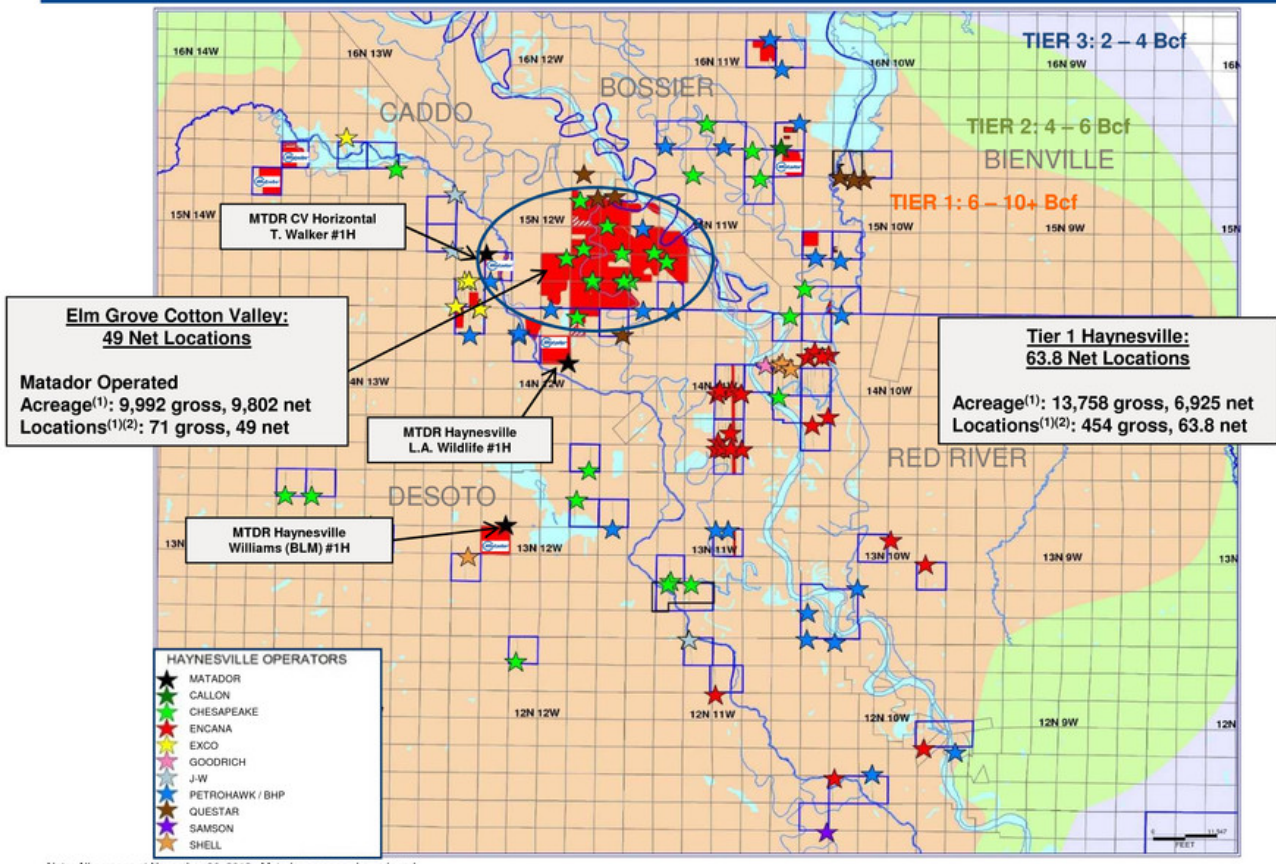 16N 14W
16N 13W
16N 12W
16N 11W
16N 10W
16N 9W
TIER 3: 2 – 4 Bcf
BOSSIER
CADDO
TIER 2: 4 – 6 Bcf
BIENVILLE
TIER 1: 6 – 10+ Bcf
15N 14W
15N 12W
15N 10W
15N 9W
MTDR CV Horizontal
T. Walker #1H
Elm Grove Cotton Valley:
49 Net Locations
Matador Operated
Acreage(1): 9,992 gross, 9,802 net
Locations(1)(2): 71 gross, 49 net
Tier 1 Haynesville:
63.8 Net Locations
Acreage(1): 13,758 gross, 6,925 net
Locations(1)(2): 454 gross, 63.8 net
14N 10W
MTDR Haynesville
L.A. Wildlife #1H
RED RIVER
DESOTO
MTDR Haynesville
Williams (BLM) #1H
13N 12W
13N 11W
13N 10W
13N 9W
HAYNESVILLE OPERATORS
MATADOR
CALLON
CHESAPEAKE
ENCANA
EXCO
GOODRICH
J-W
PETROHAWK / BHP
QUESTAR
SAMSON
SHELL
12N 12W
12N 11W
12N 10W
12N 9W
FEET